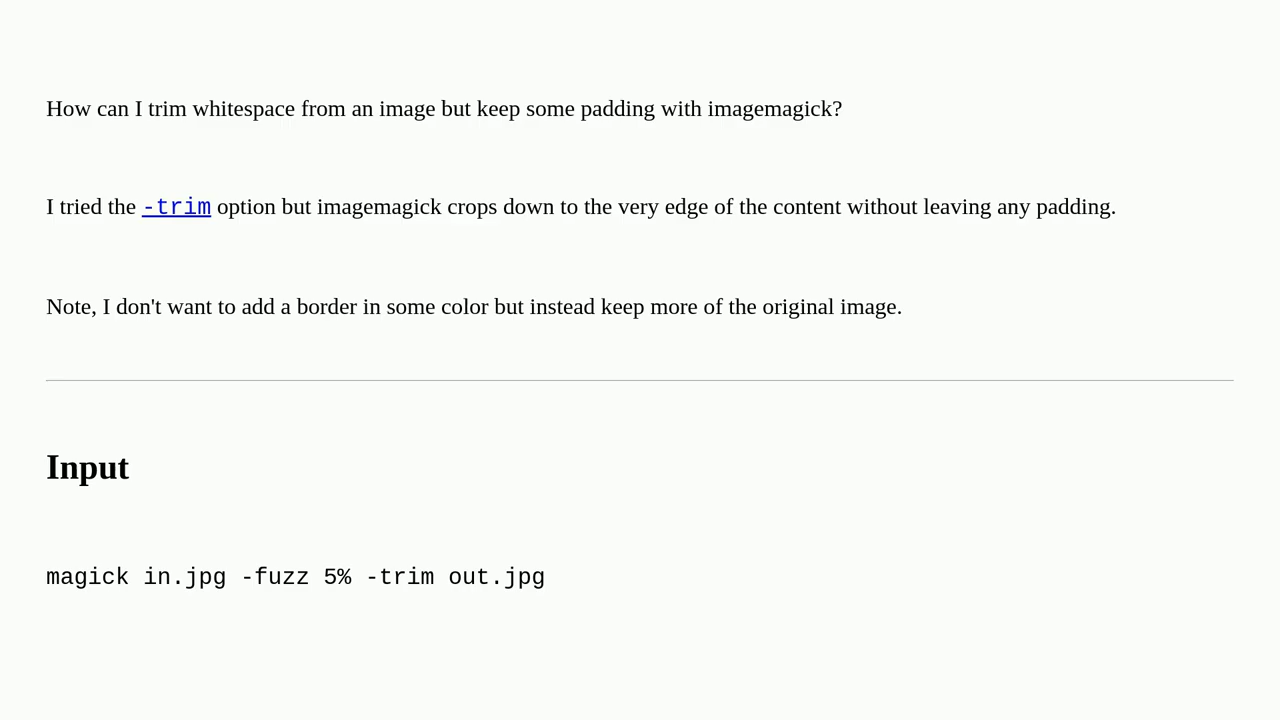 How can I trim whitespace from an image but keep some padding with imagemagick?
I tried the -trim option but imagemagick crops down to the very edge of the content without leaving any padding.
Note, I don't want to add a border in some color but instead keep more of the original image.
Input
magick in.jpg -fuzz 5% -trim out.jpg